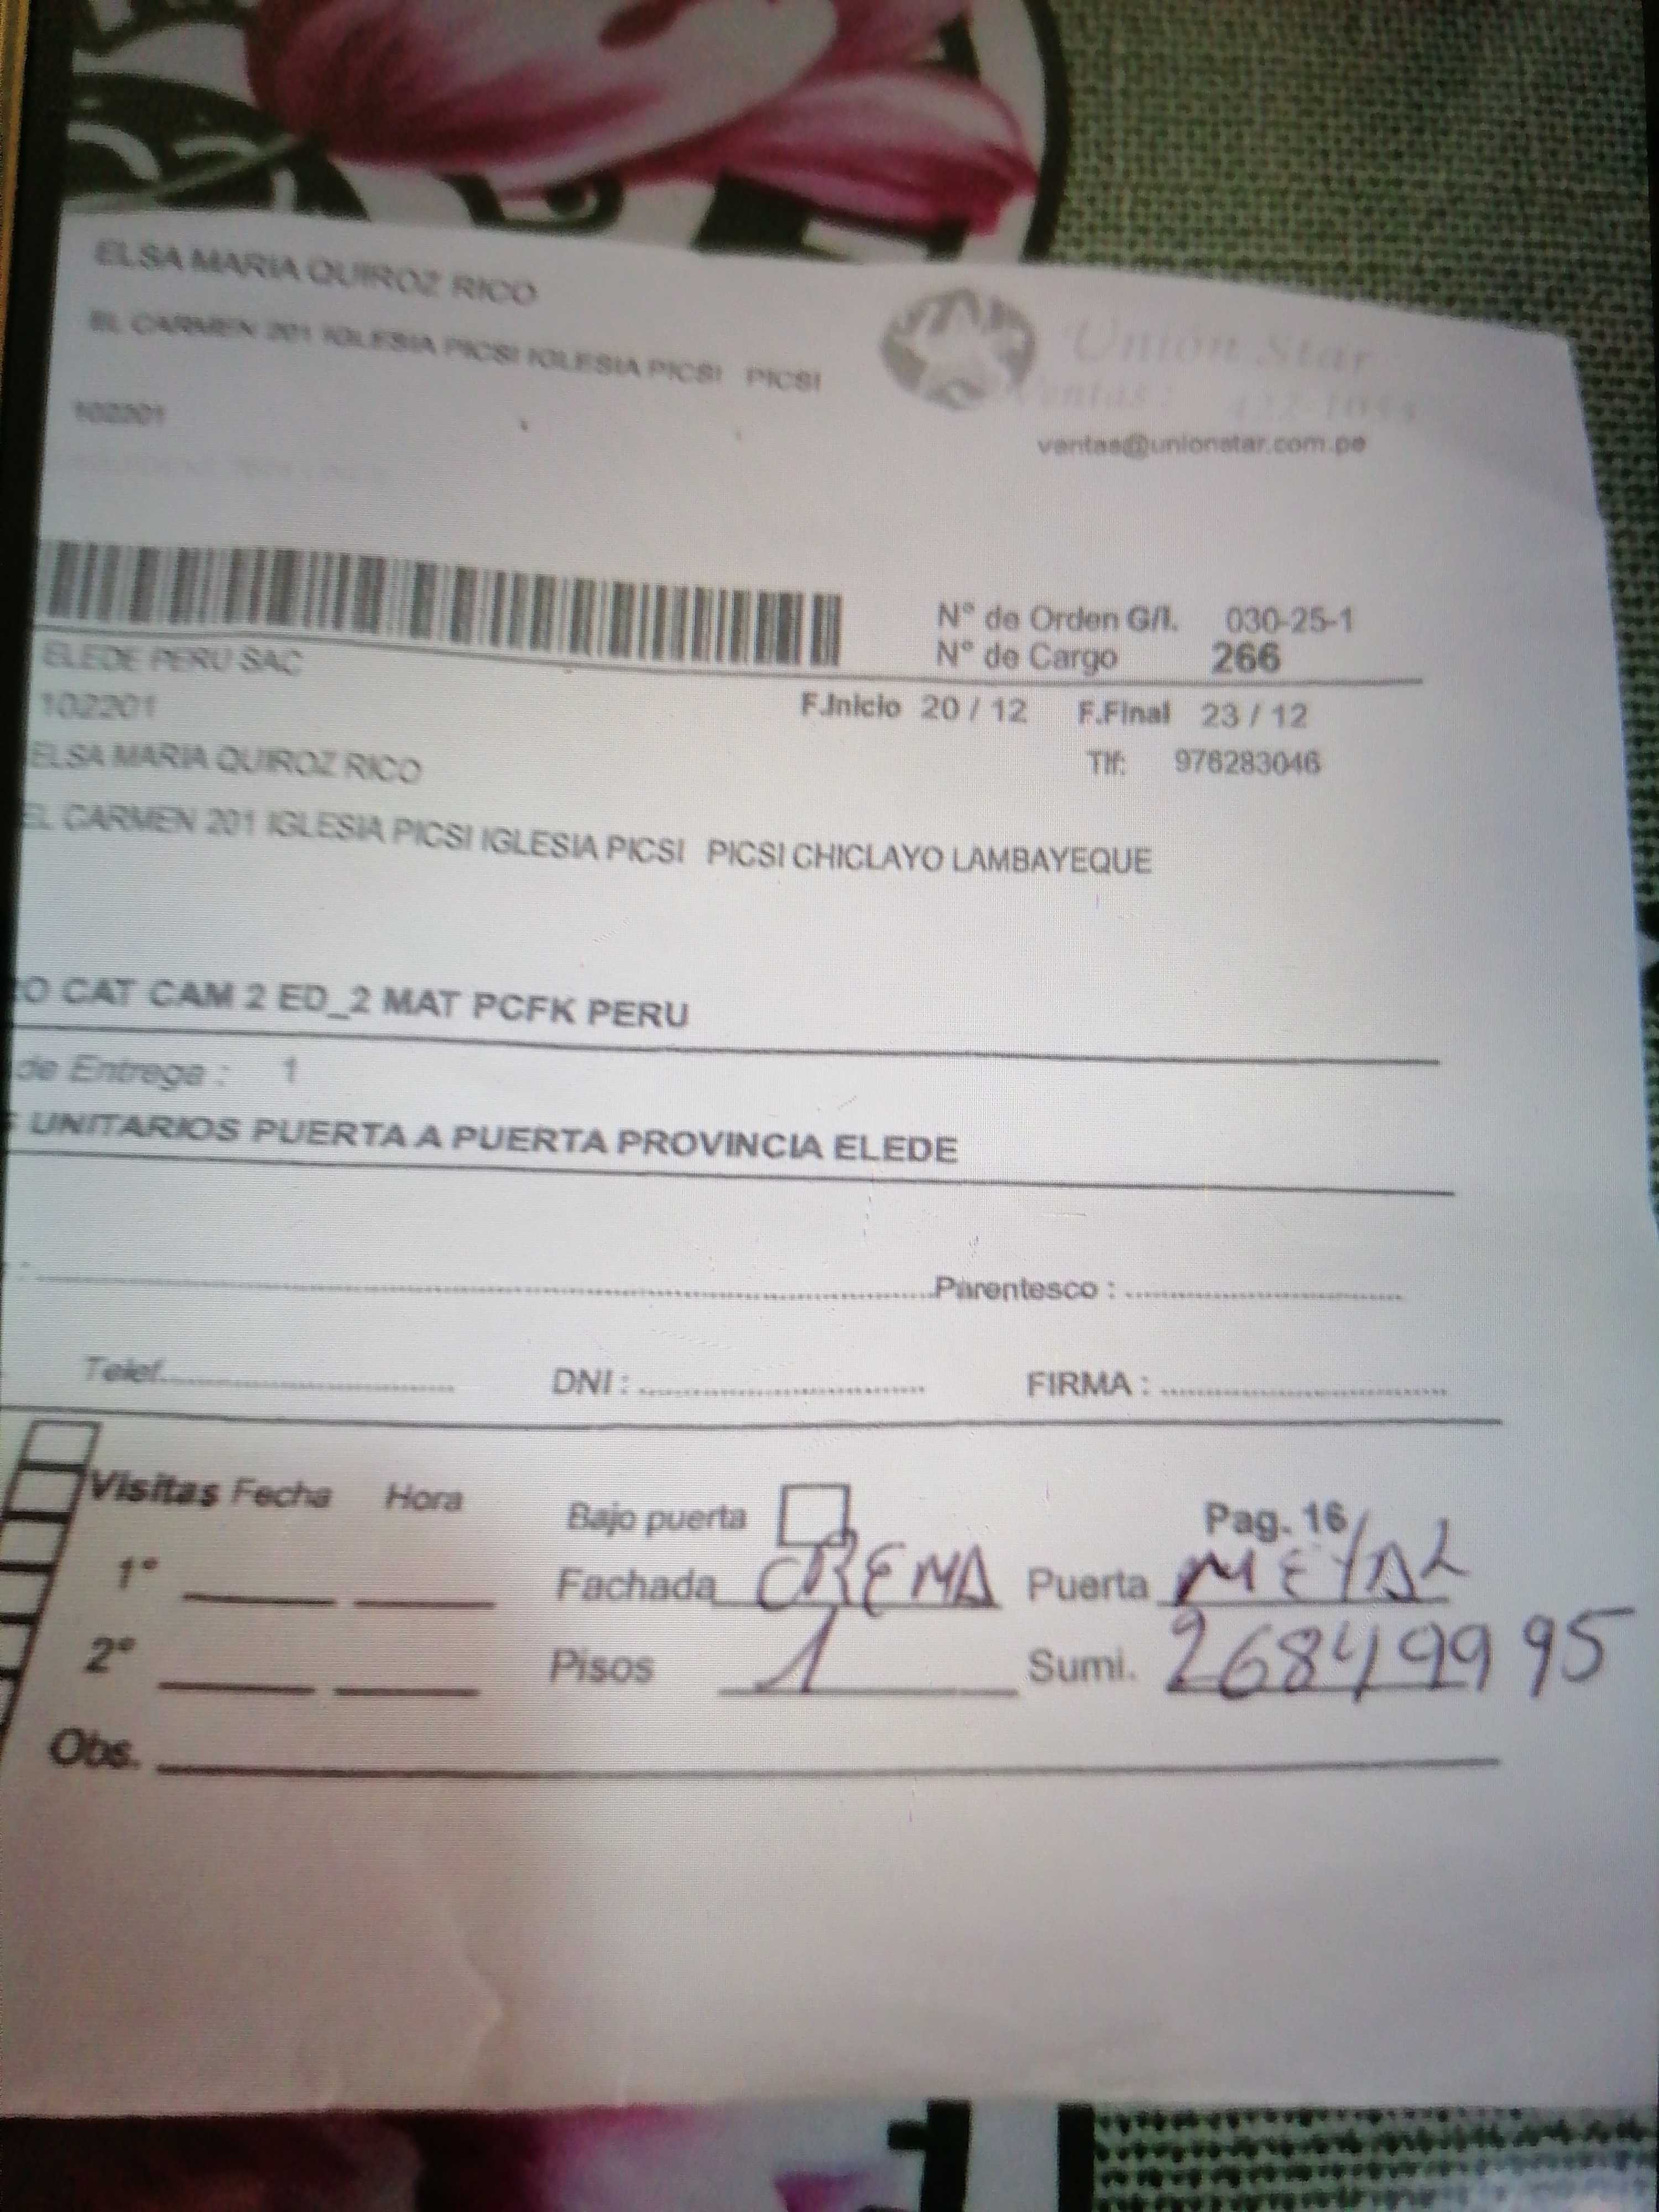 ELSA MARIA QUIROZ RICO
EL CARMEN 201 IGLESIA PICSI IGLESIA PICSI PICSI
102201
Unión Star
Ventas:
ventas@unionstar.com.pe
N° de Orden G/I. 030-25-1
N° de Cargo 266
ELEDE PERU SAC
102201
F.Inicio 20 / 12 F.Final 23 / 12
ELSA MARIA QUIROZ RICO
Tlf: 976283046
EL CARMEN 201 IGLESIA PICSI IGLESIA PICSI PICSI CHICLAYO LAMBAYEQUE
O CAT CAM 2 ED_2 MAT PCFK PERU
de Entrega : 1
UNITARIOS PUERTA A PUERTA PROVINCIA ELEDE
Parentesco :
Telef. DNI : FIRMA :
Visitas Fecha Hora Bajo puerta Pag. 16
1° Fachada CREMA Puerta METAL
2° Pisos 1 Sumi. 26849995
Obs.